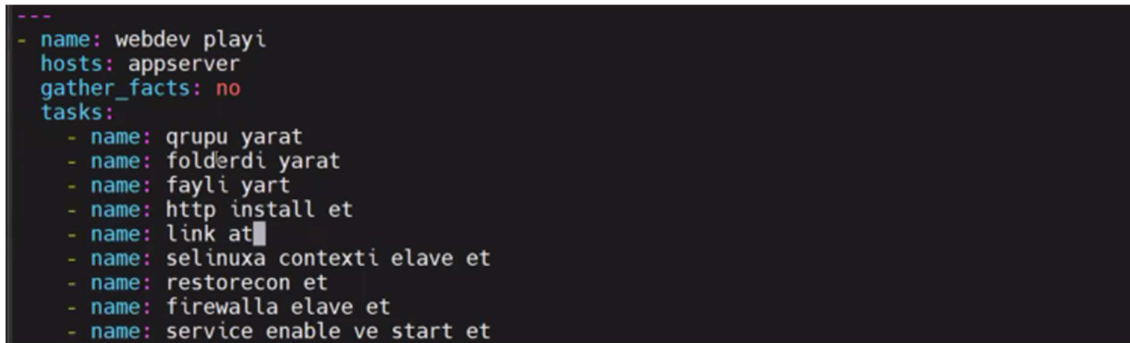 ---
- name: webdev playi
  hosts: appserver
  gather_facts: no
  tasks:
    - name: qrupu yarat
    - name: folderdi yarat
    - name: fayli yart
    - name: http install et
    - name: link at
    - name: selinuxa contexti elave et
    - name: restorecon et
    - name: firewalla elave et
    - name: service enable ve start et